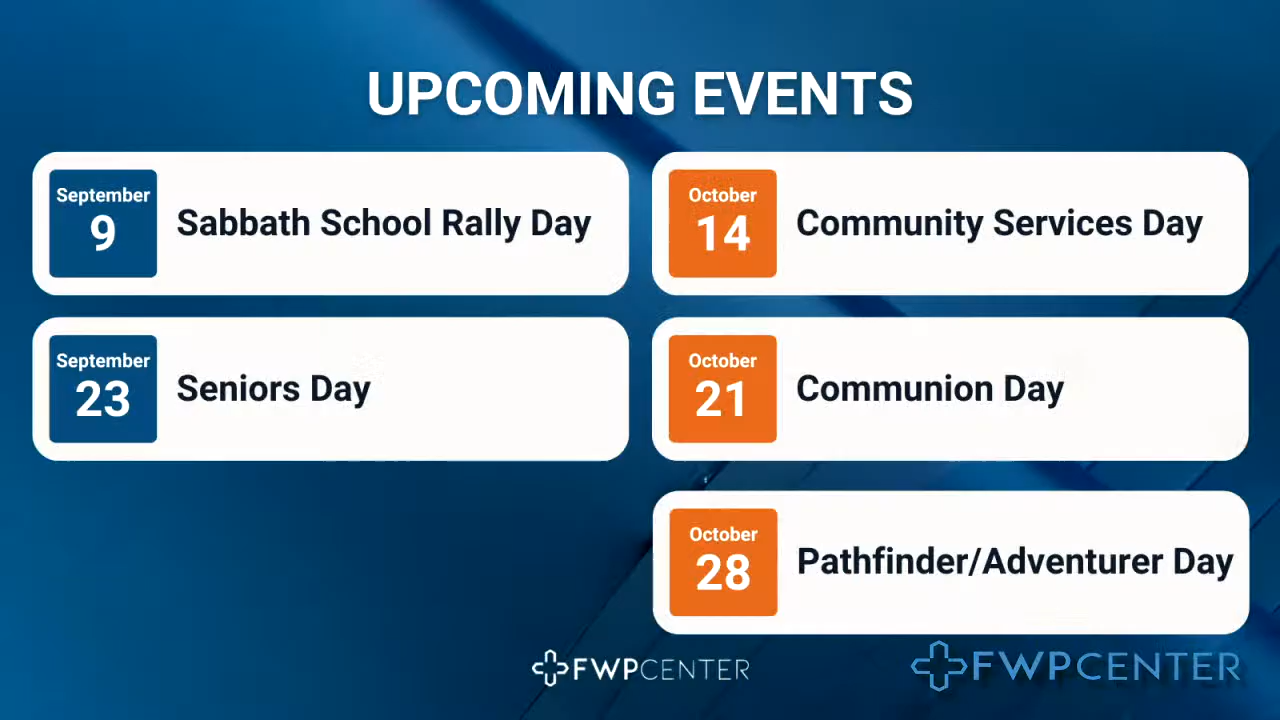 UPCOMING EVENTS
September
9
Sabbath School Rally Day
September
23
Seniors Day
October
14
Community Services Day
October
21
Communion Day
October
28
Pathfinder/Adventurer Day
FWPCENTER
FWPCENTER